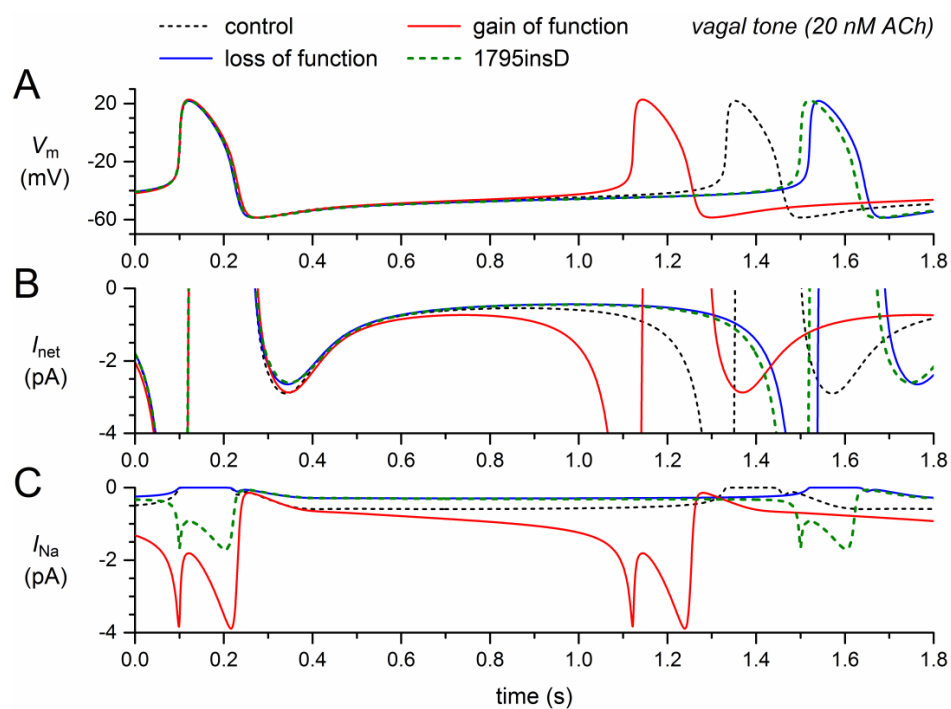 control gain of function vagal tone (20 nM ACh)
loss of function 1795insD
A
20
Vm
-20
(mV)
-60
0.0 0.2 0.4 0.6 0.8 1.0 1.2 1.4 1.6 1.8
B
0
Inet
-2
(pA)
-4
0.0 0.2 0.4 0.6 0.8 1.0 1.2 1.4 1.6 1.8
C
0
INa
-2
(pA)
-4
0.0 0.2 0.4 0.6 0.8 1.0 1.2 1.4 1.6 1.8
time (s)